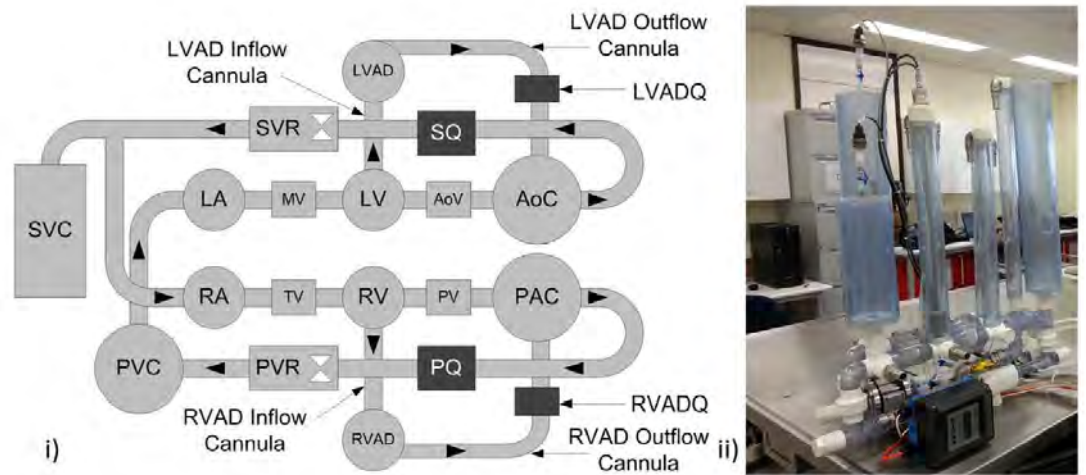 LVAD Inflow
Cannula
LVAD
LVAD Outflow
Cannula
LVADQ
SVR
SQ
SVC
LA
MV
LV
AoV
AoC
RA
TV
RV
PV
PAC
PVC
PVR
PQ
RVADQ
RVAD Inflow
Cannula
RVAD
RVAD Outflow
Cannula
i)
ii)